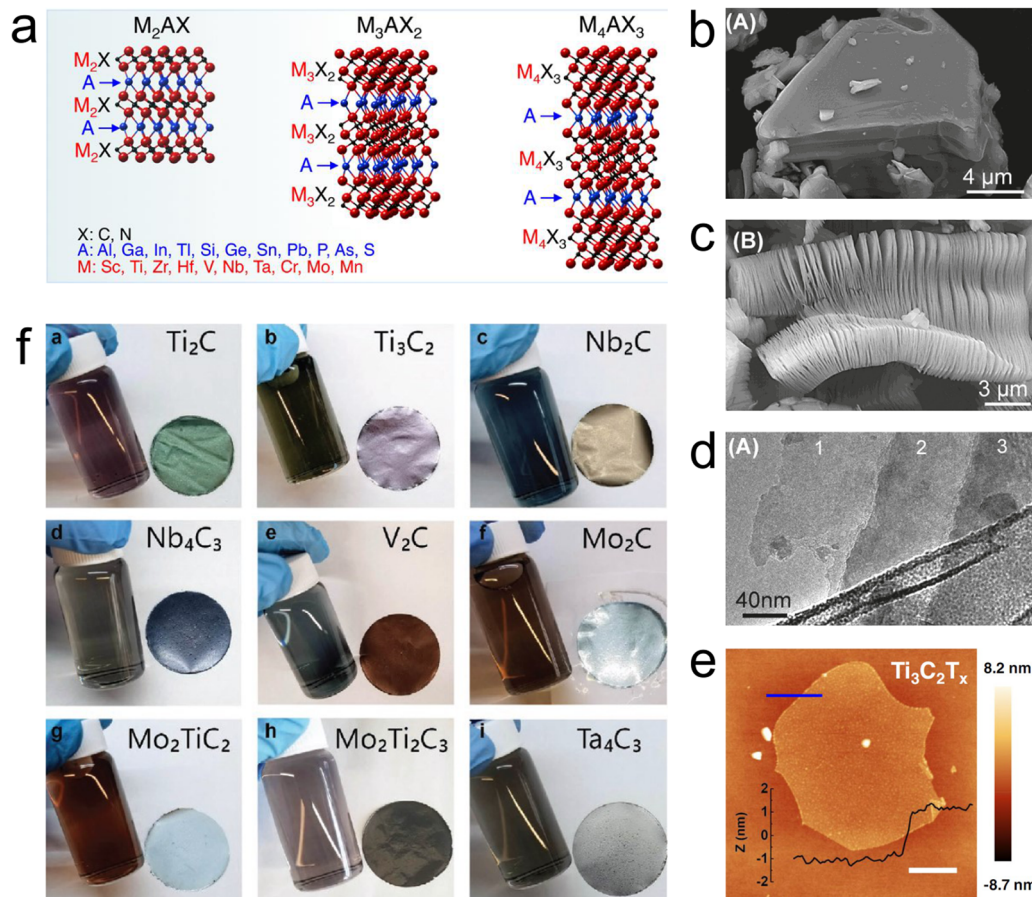 a
M₂AX
M₂X
A
M₂X
A
M₂X
M₃AX₂
M₃X₂
A
M₃X₂
A
M₃X₂
M₄AX₃
M₄X₃
A
M₄X₃
A
M₄X₃
X: C, N
A: Al, Ga, In, Tl, Si, Ge, Sn, Pb, P, As, S
M: Sc, Ti, Zr, Hf, V, Nb, Ta, Cr, Mo, Mn
b
(A)
4 μm
c
(B)
3 μm
d
(A)
1
2
3
40nm
e
Ti₃C₂Tₓ
8.2 nm
-8.7 nm
Z (nm)
2
1
0
-1
-2
f
a
Ti₂C
b
Ti₃C₂
c
Nb₂C
d
Nb₄C₃
e
V₂C
f
Mo₂C
g
Mo₂TiC₂
h
Mo₂Ti₂C₃
i
Ta₄C₃